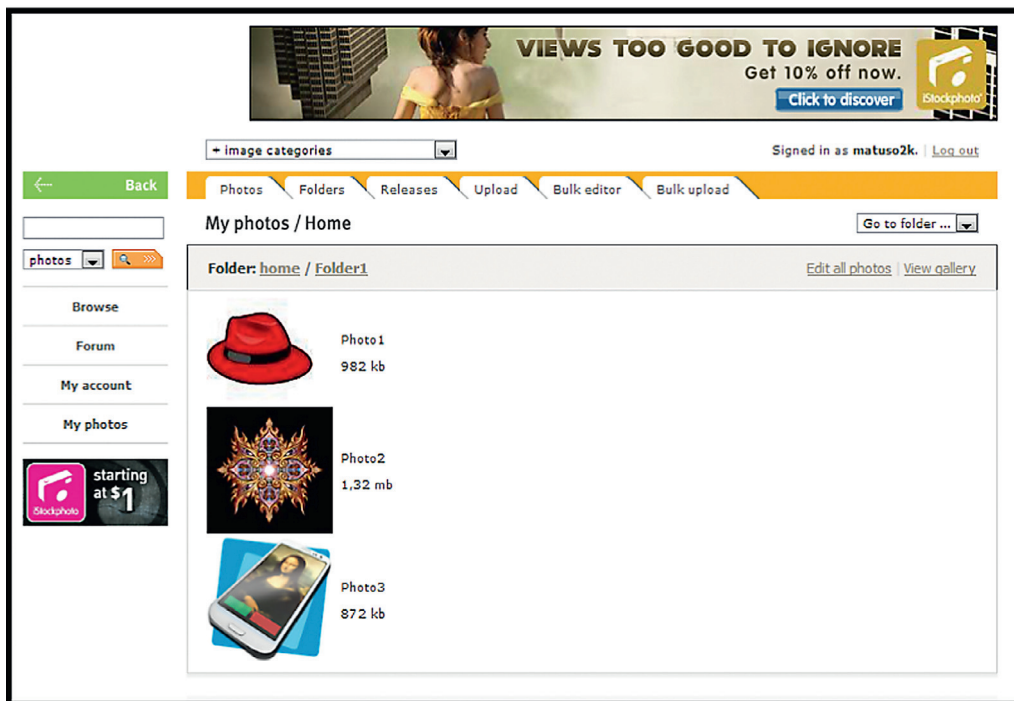 VIEWS TOO GOOD TO IGNORE
Get 10% off now.
Click to discover
iStockphoto
+ image categories
Signed in as matuso2k. | Log out
Back
Photos Folders Releases Upload Bulk editor Bulk upload
My photos / Home
Go to folder ...
photos
Folder: home / Folder1
Edit all photos | View gallery
Browse
Forum
My account
My photos
starting
at $1
iStockphoto
Photo1
982 kb
Photo2
1,32 mb
Photo3
872 kb